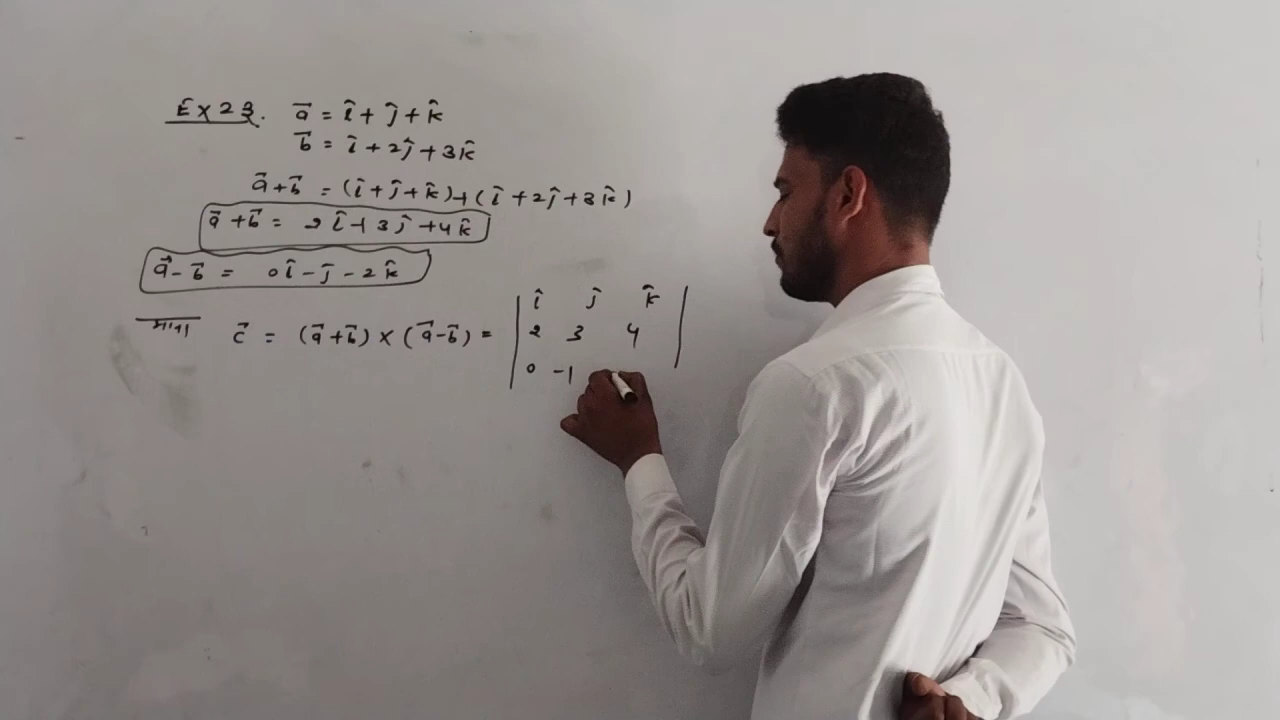 Ex 23. a⃗ = î + ĵ + k̂
b⃗ = î + 2ĵ + 3k̂
a⃗+b⃗ = (î + ĵ + k̂) + (î + 2ĵ + 3k̂)
a⃗ + b⃗ = 2î + 3ĵ + 4k̂
a⃗ - b⃗ = 0î - ĵ - 2k̂
माना c⃗ = (a⃗+b⃗) × (a⃗-b⃗) = | î ĵ k̂ |
2 3 4
0 -1